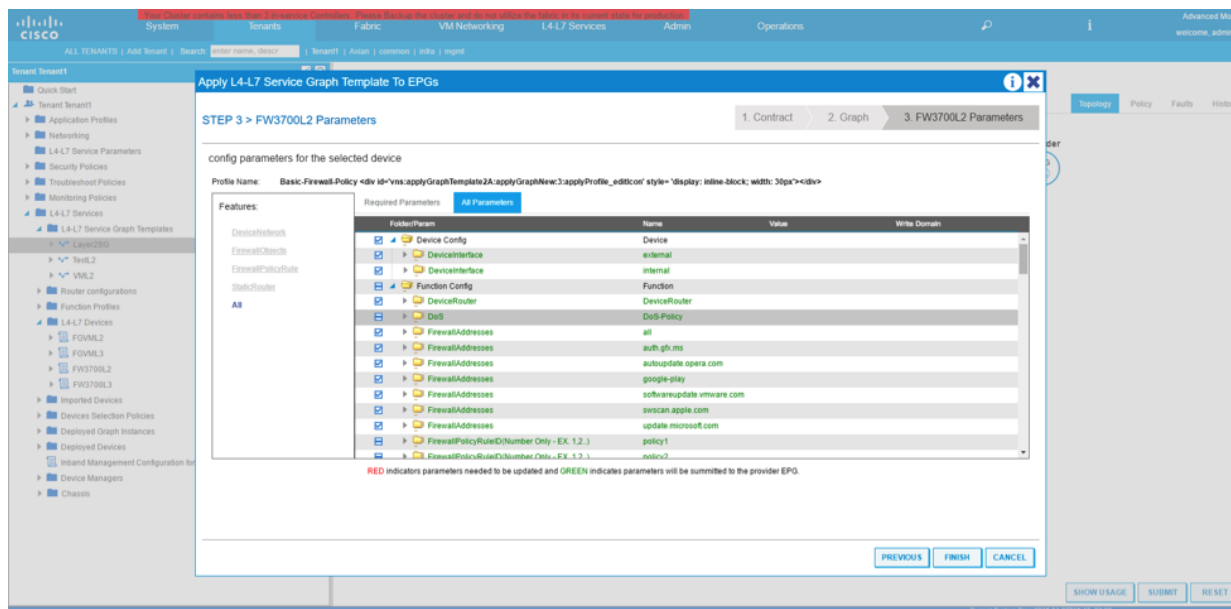 Your Cluster contains less than 3 in-service Controllers. Please Backup the cluster and do not utilize the fabric in its current state for production.
CISCO
System Tenants Fabric VM Networking L4-L7 Services Admin Operations
i
Advanced Mo
welcome, admi
ALL TENANTS | Add Tenant | Search: enter name, descr | Tenant1 | Avian | common | infra | mgmt
Tenant Tenant1
Quick Start
Tenant Tenant1
Application Profiles
Networking
L4-L7 Service Parameters
Security Policies
Troubleshoot Policies
Monitoring Policies
L4-L7 Services
L4-L7 Service Graph Templates
Layer2SG
TestL2
VML2
Router configurations
Function Profiles
L4-L7 Devices
FGVML2
FGVML3
FW3700L2
FW3700L3
Imported Devices
Devices Selection Policies
Deployed Graph Instances
Deployed Devices
Inband Management Configuration for
Device Managers
Chassis
Apply L4-L7 Service Graph Template To EPGs
i
STEP 3 > FW3700L2 Parameters
1. Contract 2. Graph 3. FW3700L2 Parameters
config parameters for the selected device
Profile Name: Basic-Firewall-Policy <div id='vns:applyGraphTemplate2A:applyGraphNew:3:applyProfile_editIcon' style= 'display: inline-block; width: 30px'></div>
Features:
DeviceNetwork
FirewallObjects
FirewallPolicyRule
StaticRouter
All
Required Parameters All Parameters
Folder/Param Name Value Write Domain
Device Config Device
DeviceInterface external
DeviceInterface internal
Function Config Function
DeviceRouter DeviceRouter
DoS DoS-Policy
FirewallAddresses all
FirewallAddresses auth.gfx.ms
FirewallAddresses autoupdate.opera.com
FirewallAddresses google-play
FirewallAddresses softwareupdate.vmware.com
FirewallAddresses swscan.apple.com
FirewallAddresses update.microsoft.com
FirewallPolicyRuleID(Number Only - EX. 1,2..) policy1
FirewallPolicyRuleID(Number Only - EX. 1,2..) policy2
RED indicators parameters needed to be updated and GREEN indicates parameters will be summitted to the provider EPG.
PREVIOUS FINISH CANCEL
Topology Policy Faults Histo
der
SHOW USAGE SUBMIT RESET